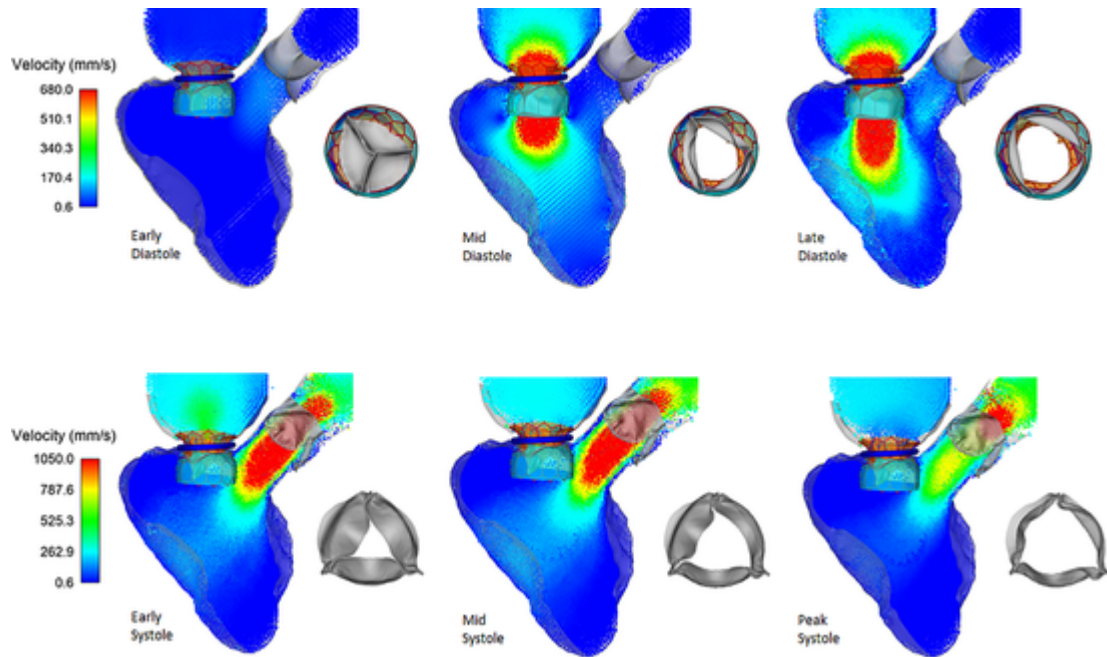 Velocity (mm/s)
680.0
510.1
340.3
170.4
0.6
Early
Diastole
Mid
Diastole
Late
Diastole
Velocity (mm/s)
1050.0
787.6
525.3
262.9
0.6
Early
Systole
Mid
Systole
Peak
Systole